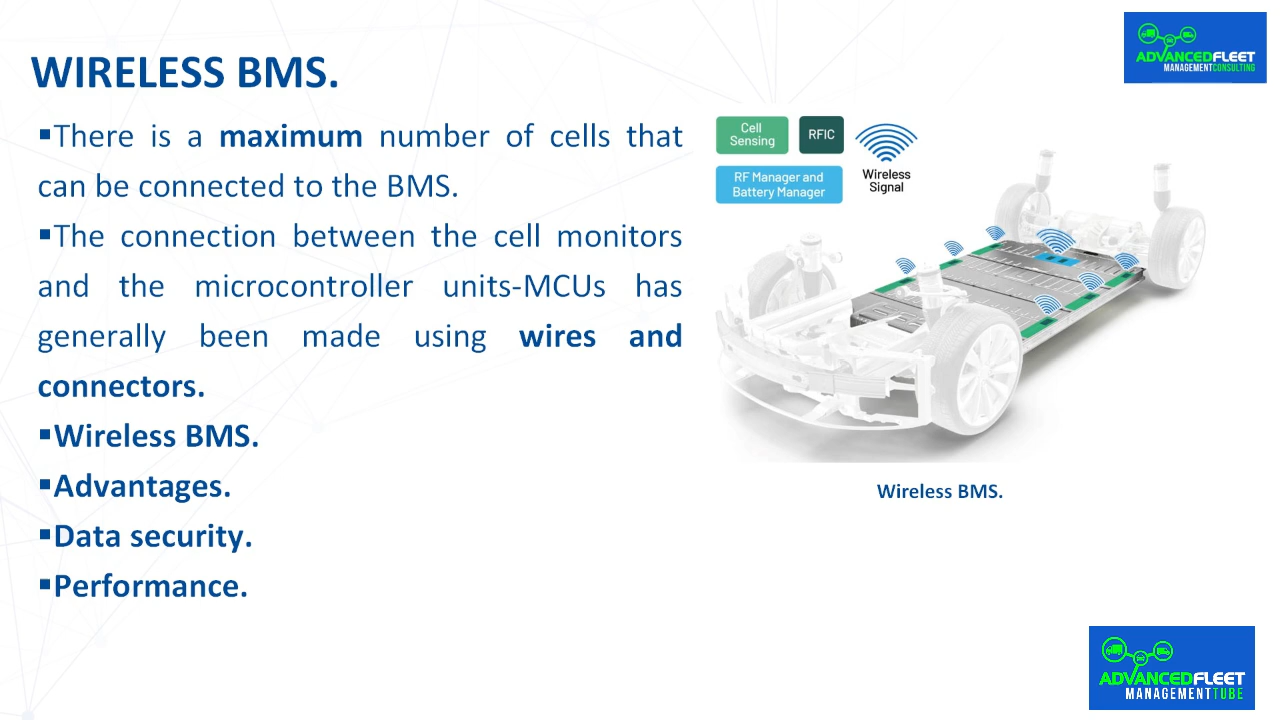 WIRELESS BMS.
▪There is a maximum number of cells that
can be connected to the BMS.
▪The connection between the cell monitors
and the microcontroller units-MCUs has
generally been made using wires and
connectors.
▪Wireless BMS.
▪Advantages.
▪Data security.
▪Performance.
ADVANCEDFLEET
MANAGEMENTCONSULTING
Cell
Sensing
RFIC
RF Manager and
Battery Manager
Wireless
Signal
Wireless BMS.
ADVANCEDFLEET
MANAGEMENTTUBE